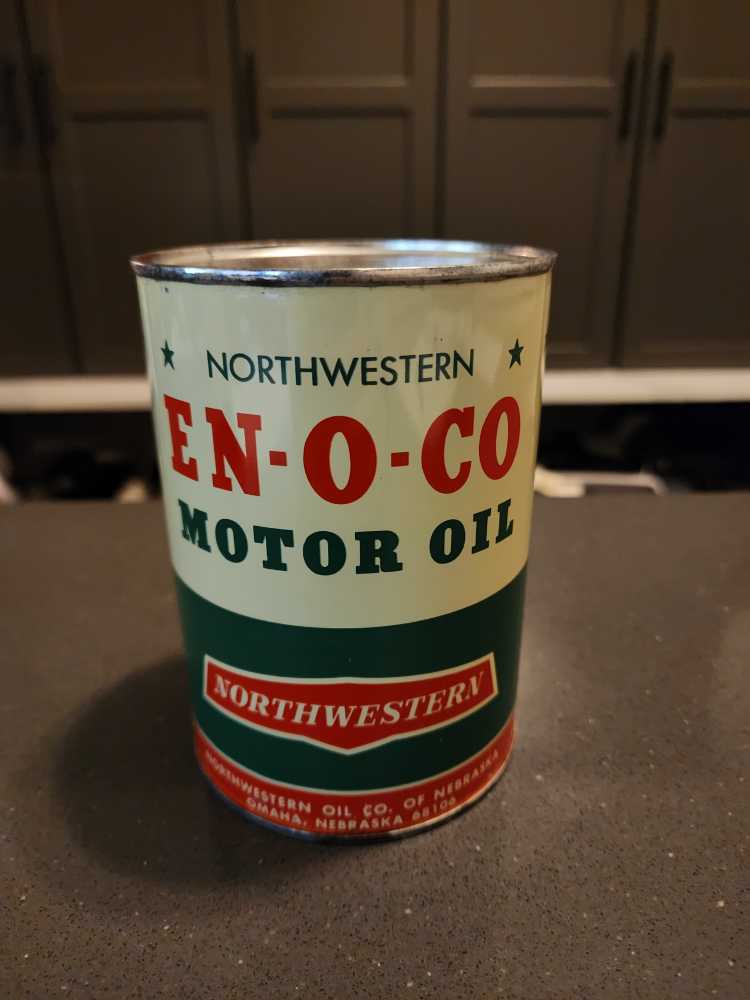 ★ NORTHWESTERN ★
EN-O-CO
MOTOR OIL
NORTHWESTERN
NORTHWESTERN OIL CO. OF NEBRASKA
OMAHA, NEBRASKA 68106